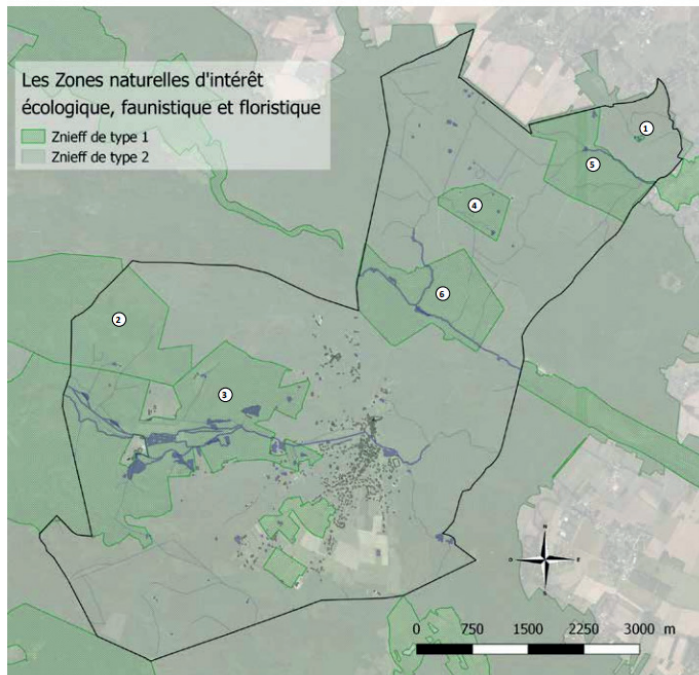 Les Zones naturelles d'intérêt
écologique, faunistique et floristique
Znieff de type 1
Znieff de type 2
1
5
4
6
2
3
0 750 1500 2250 3000 m